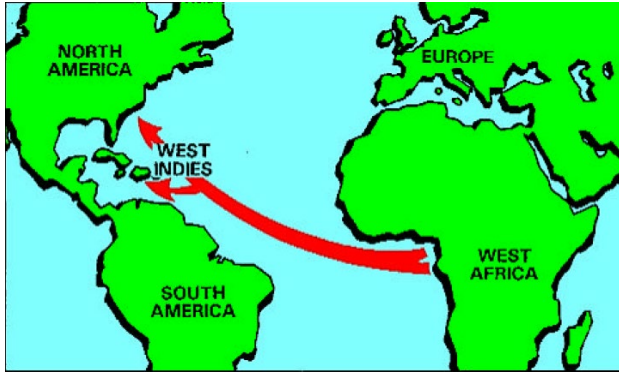 NORTH
AMERICA
EUROPE
WEST
INDIES
WEST
AFRICA
SOUTH
AMERICA